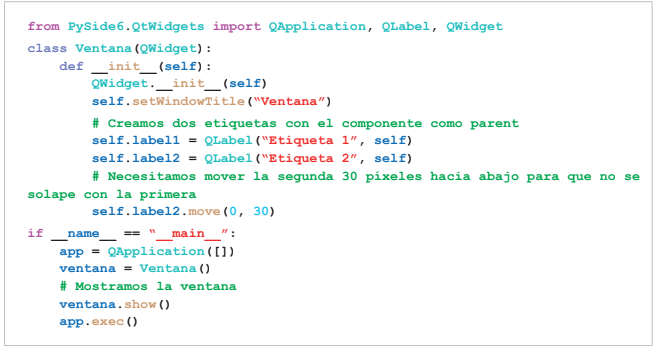 from PySide6.QtWidgets import QApplication, QLabel, QWidget
class Ventana(QWidget):
    def __init__(self):
        QWidget.__init__(self)
        self.setWindowTitle(“Ventana”)
        # Creamos dos etiquetas con el componente como parent
        self.label1 = QLabel(“Etiqueta 1”, self)
        self.label2 = QLabel(“Etiqueta 2”, self)
        # Necesitamos mover la segunda 30 píxeles hacia abajo para que no se
solape con la primera
        self.label2.move(0, 30)
if __name__ == “__main__”:
    app = QApplication([])
    ventana = Ventana()
    # Mostramos la ventana
    ventana.show()
    app.exec()